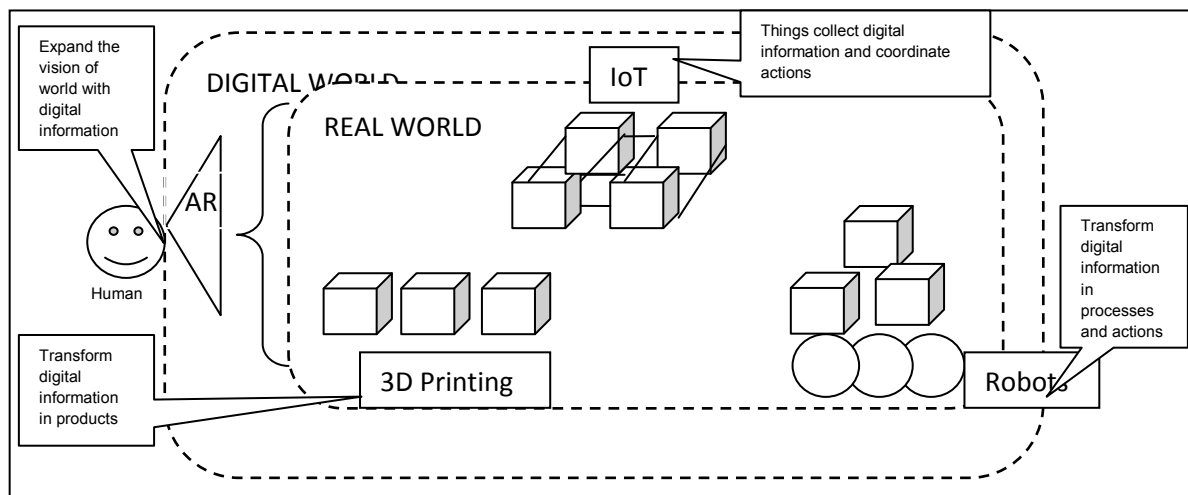 Expand the
vision of
world with
digital
information
Things collect digital
information and coordinate
actions
DIGITAL WORLD
IoT
REAL WORLD
AR
Human
Transform
digital
information
in
processes
and actions
Transform
digital
information
in products
3D Printing
Robots